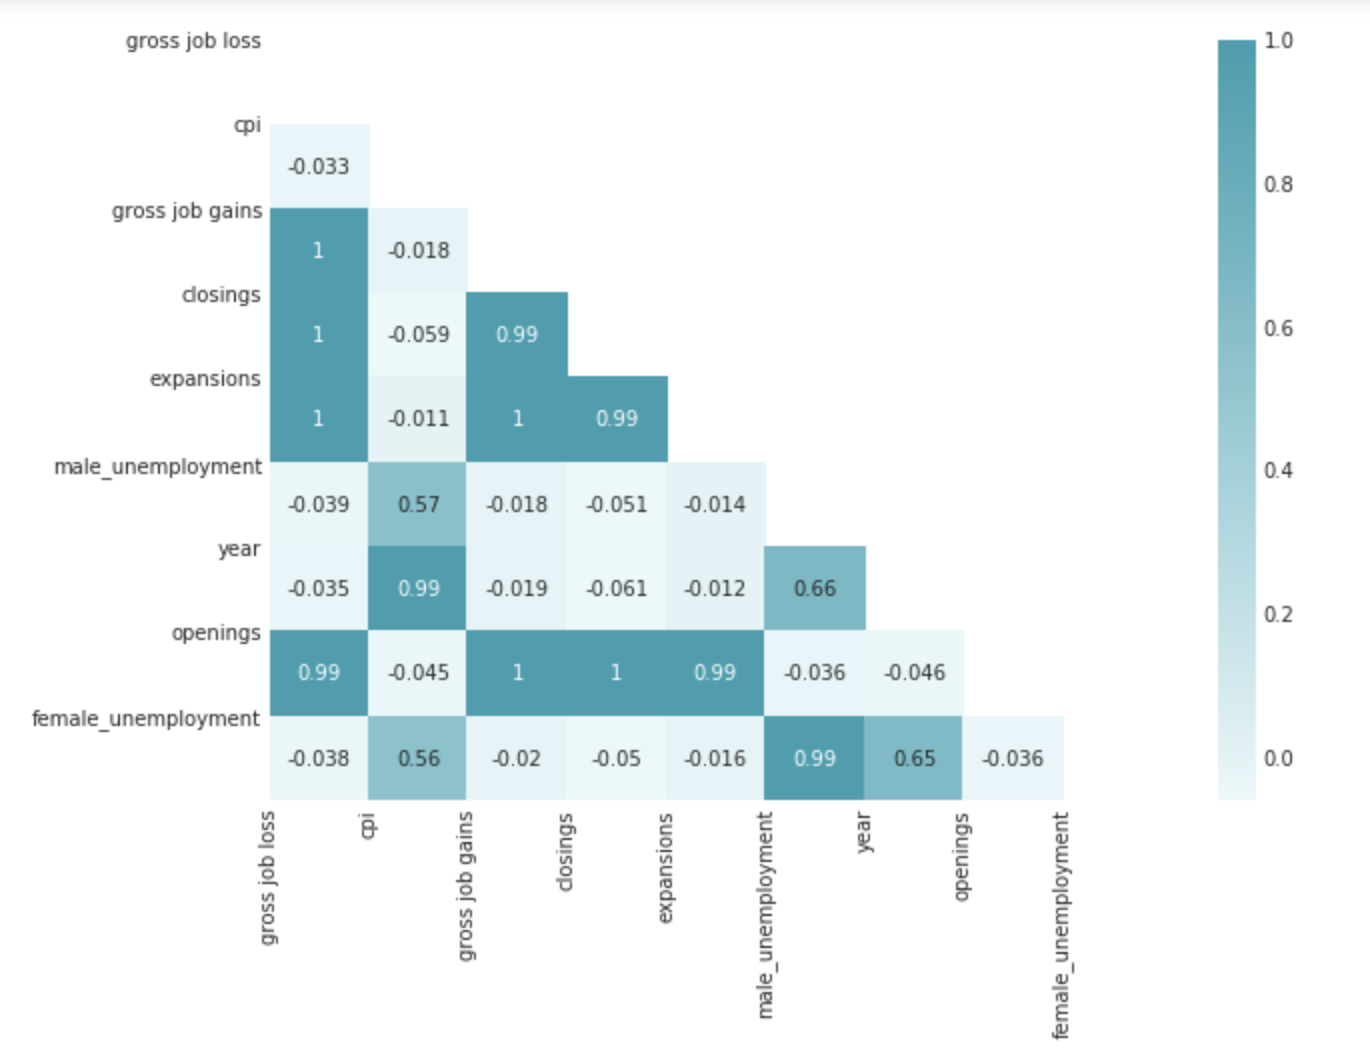 gross job loss
cpi
-0.033
gross job gains
1 -0.018
closings
1 -0.059 0.99
expansions
1 -0.011 1 0.99
male_unemployment
-0.039 0.57 -0.018 -0.051 -0.014
year
-0.035 0.99 -0.019 -0.061 -0.012 0.66
openings
0.99 -0.045 1 1 0.99 -0.036 -0.046
female_unemployment
-0.038 0.56 -0.02 -0.05 -0.016 0.99 0.65 -0.036
gross job loss
cpi
gross job gains
closings
expansions
male_unemployment
year
openings
female_unemployment
1.0
0.8
0.6
0.4
0.2
0.0